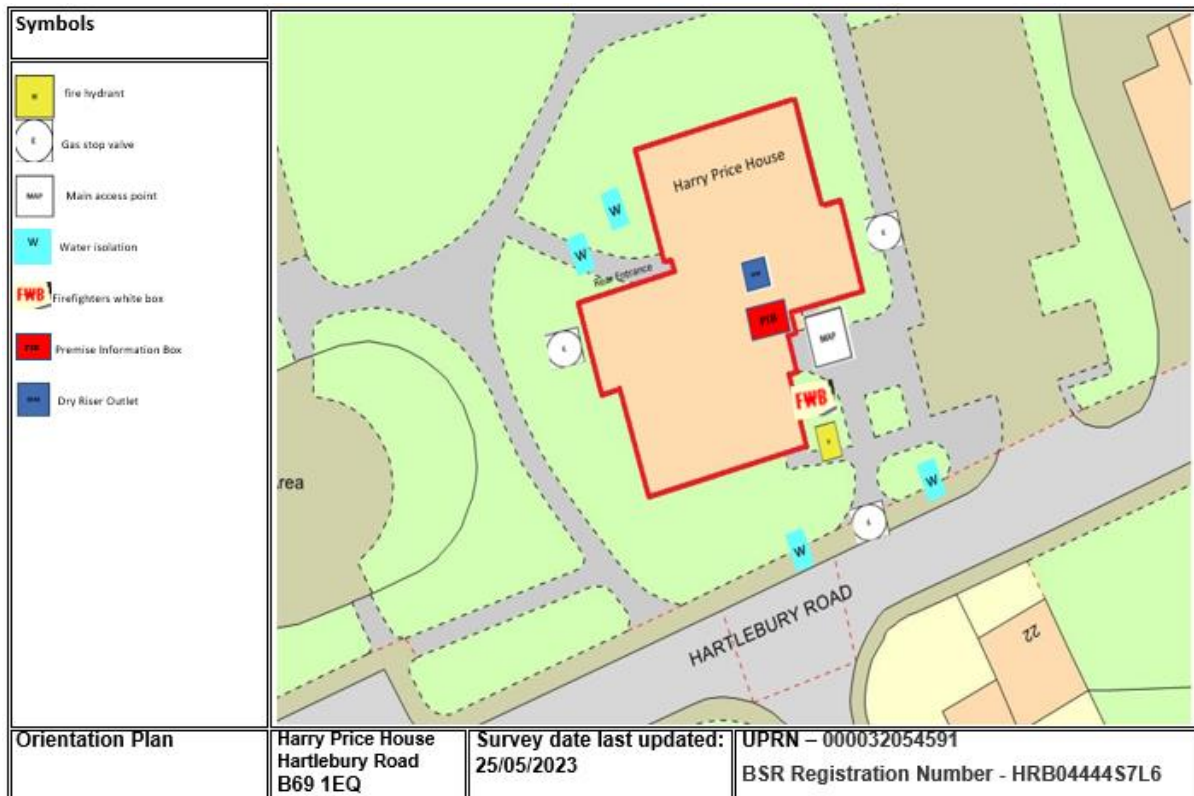 Symbols
H
fire hydrant
Gas stop valve
MAP
Main access point
W
Water isolation
FWB
Firefighters white box
PIB
Premise Information Box
Dry Riser Outlet
Harry Price House
W
W
Rear Entrance
PIB
MAP
FWB
W
W
rea
HARTLEBURY ROAD
22
Orientation Plan
Harry Price House
Hartlebury Road
B69 1EQ
Survey date last updated:
25/05/2023
UPRN – 000032054591
BSR Registration Number - HRB04444S7L6